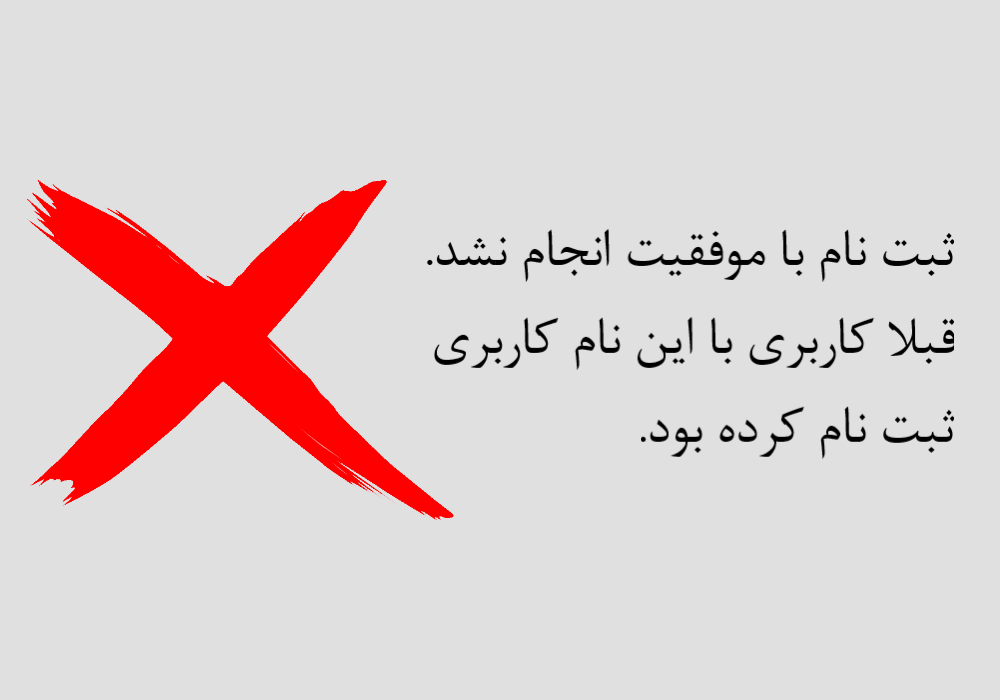 ثبت نام با موفقیت انجام نشد.
قبلا کاربری با این نام کاربری
ثبت نام کرده بود.